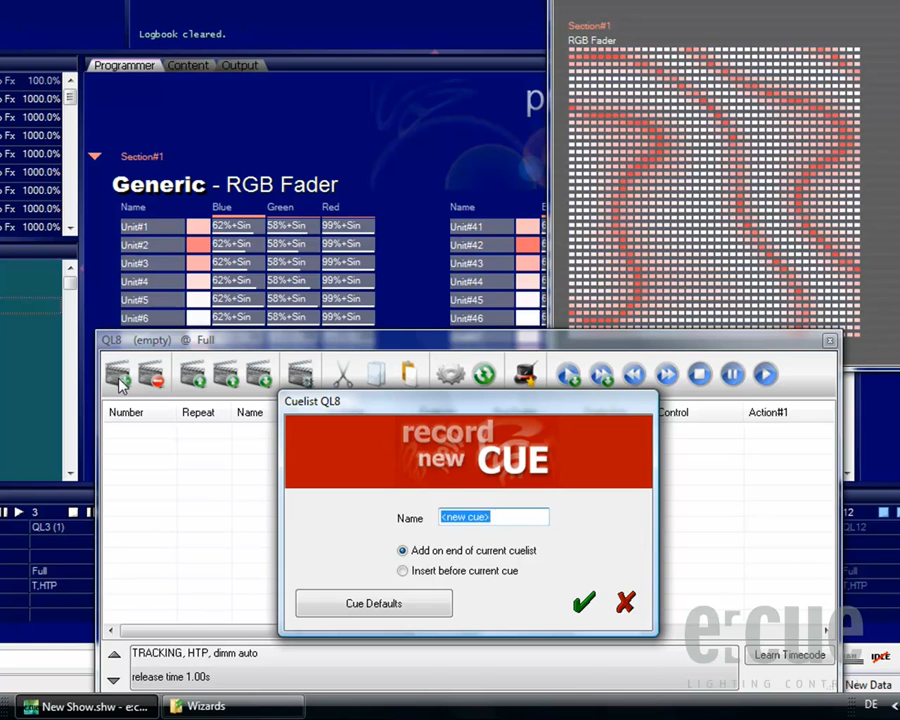 Logbook cleared.
Section#1
RGB Fader
Programmer Content Output
o Fx 100.0%
o Fx 1000.0%
o Fx 1000.0%
o Fx 1000.0%
o Fx 1000.0%
o Fx 1000.0%
o Fx 1000.0%
o Fx 1000.0%
o Fx 1000.0%
p
Section#1
Generic - RGB Fader
Name Blue Green Red Name
Unit#1 62%+Sin 58%+Sin 99%+Sin Unit#41
Unit#2 62%+Sin 58%+Sin 99%+Sin Unit#42
Unit#3 62%+Sin 58%+Sin 99%+Sin Unit#43
Unit#4 62%+Sin 58%+Sin 99%+Sin Unit#44
Unit#5 62%+Sin 58%+Sin 99%+Sin Unit#45
Unit#6 62%+Sin 58%+Sin 99%+Sin Unit#46
QL8 (empty) @ Full
Number Repeat Name Control Action#1
Cuelist QL8
record
new CUE
Name <new cue>
Add on end of current cuelist
Insert before current cue
Cue Defaults
3
QL3 (1)
Full
T,HTP
12
QL12
Full
T,HTP
e:cue
LIGHTING CONTR
TRACKING, HTP, dimm auto
release time 1.00s
Learn Timecode
IDLE
New Data
New Show.shw - e:c...
Wizards
DE